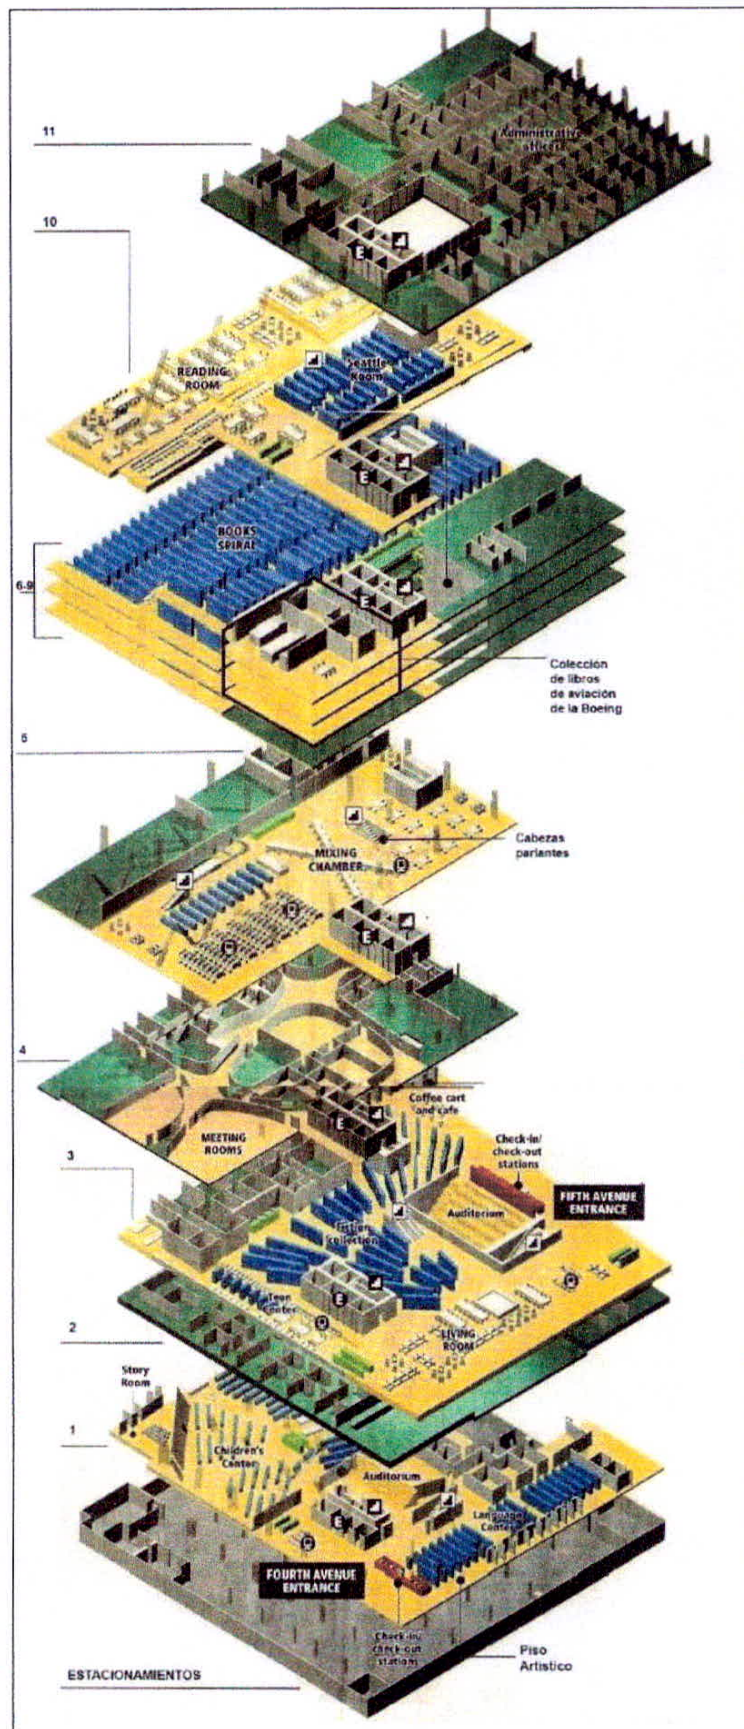 11
Administrative
offices
E
10
READING
ROOM
Seattle
Room
E
BOOKS
SPIRAL
6-9
E
Colección
de libros
de aviación
de la Boeing
5
MIXING
CHAMBER
Cabezas
parlantes
E
4
MEETING
ROOMS
E
Coffee cart
and cafe
3
Check-in/
check-out
stations
FIFTH AVENUE
ENTRANCE
Auditorium
Fiction
collection
Teen
Center
E
LIVING
ROOM
2
Story
Room
1
Children's
Center
Auditorium
E
Language
Center
FOURTH AVENUE
ENTRANCE
Check-in/
check-out
stations
Piso
Artístico
ESTACIONAMIENTOS